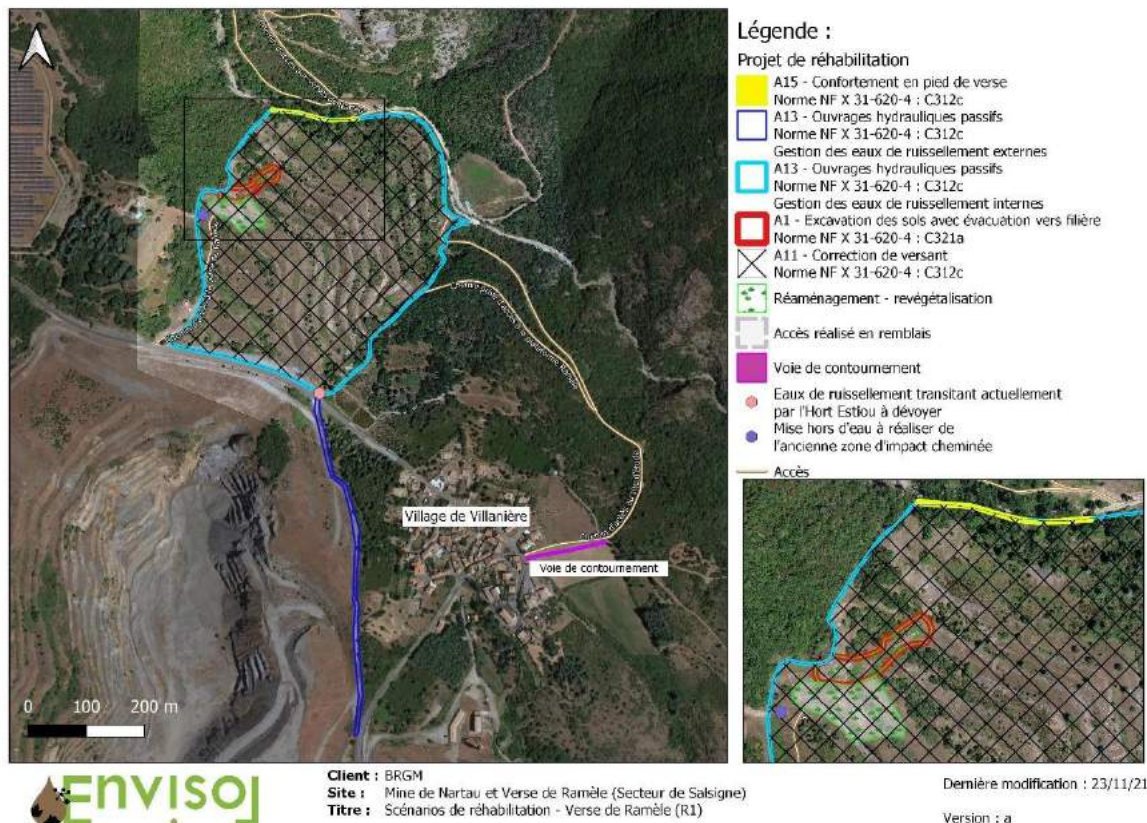 Légende :
Projet de réhabilitation
A15 - Confortement en pied de verse
Norme NF X 31-620-4 : C312c
A13 - Ouvrages hydrauliques passifs
Norme NF X 31-620-4 : C312c
Gestion des eaux de ruissellement externes
A13 - Ouvrages hydrauliques passifs
Norme NF X 31-620-4 : C312c
Gestion des eaux de ruissellement internes
A1 - Excavation des sols avec évacuation vers filière
Norme NF X 31-620-4 : C321a
A11 - Correction de versant
Norme NF X 31-620-4 : C312c
Réaménagement - revégétalisation
Accès réalisé en remblais
Voie de contournement
Eaux de ruissellement transitant actuellement
par l'Hort Estiou à dévoyer
Mise hors d'eau à réaliser de
l'ancienne zone d'impact cheminée
Accès
Village de Villanière
Voie de contournement
0 100 200 m
Envisol
Client : BRGM
Site : Mine de Nartau et Verse de Ramèle (Secteur de Salsigne)
Titre : Scénarios de réhabilitation - Verse de Ramèle (R1)
Dernière modification : 23/11/21
Version : a